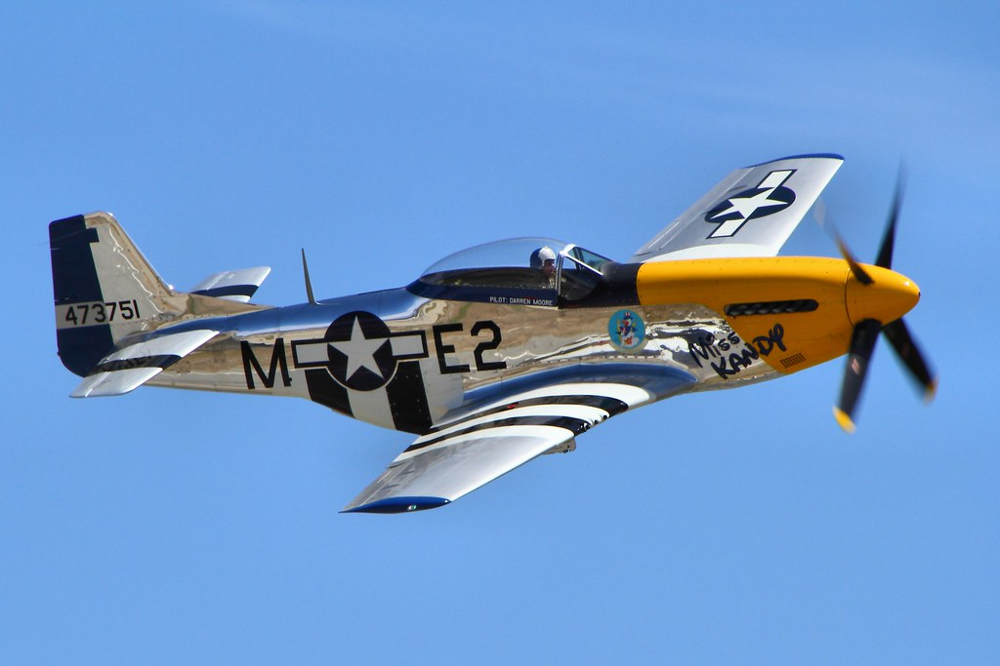 473751
M E2
PILOT: DARREN MOORE
Miss
KANDY